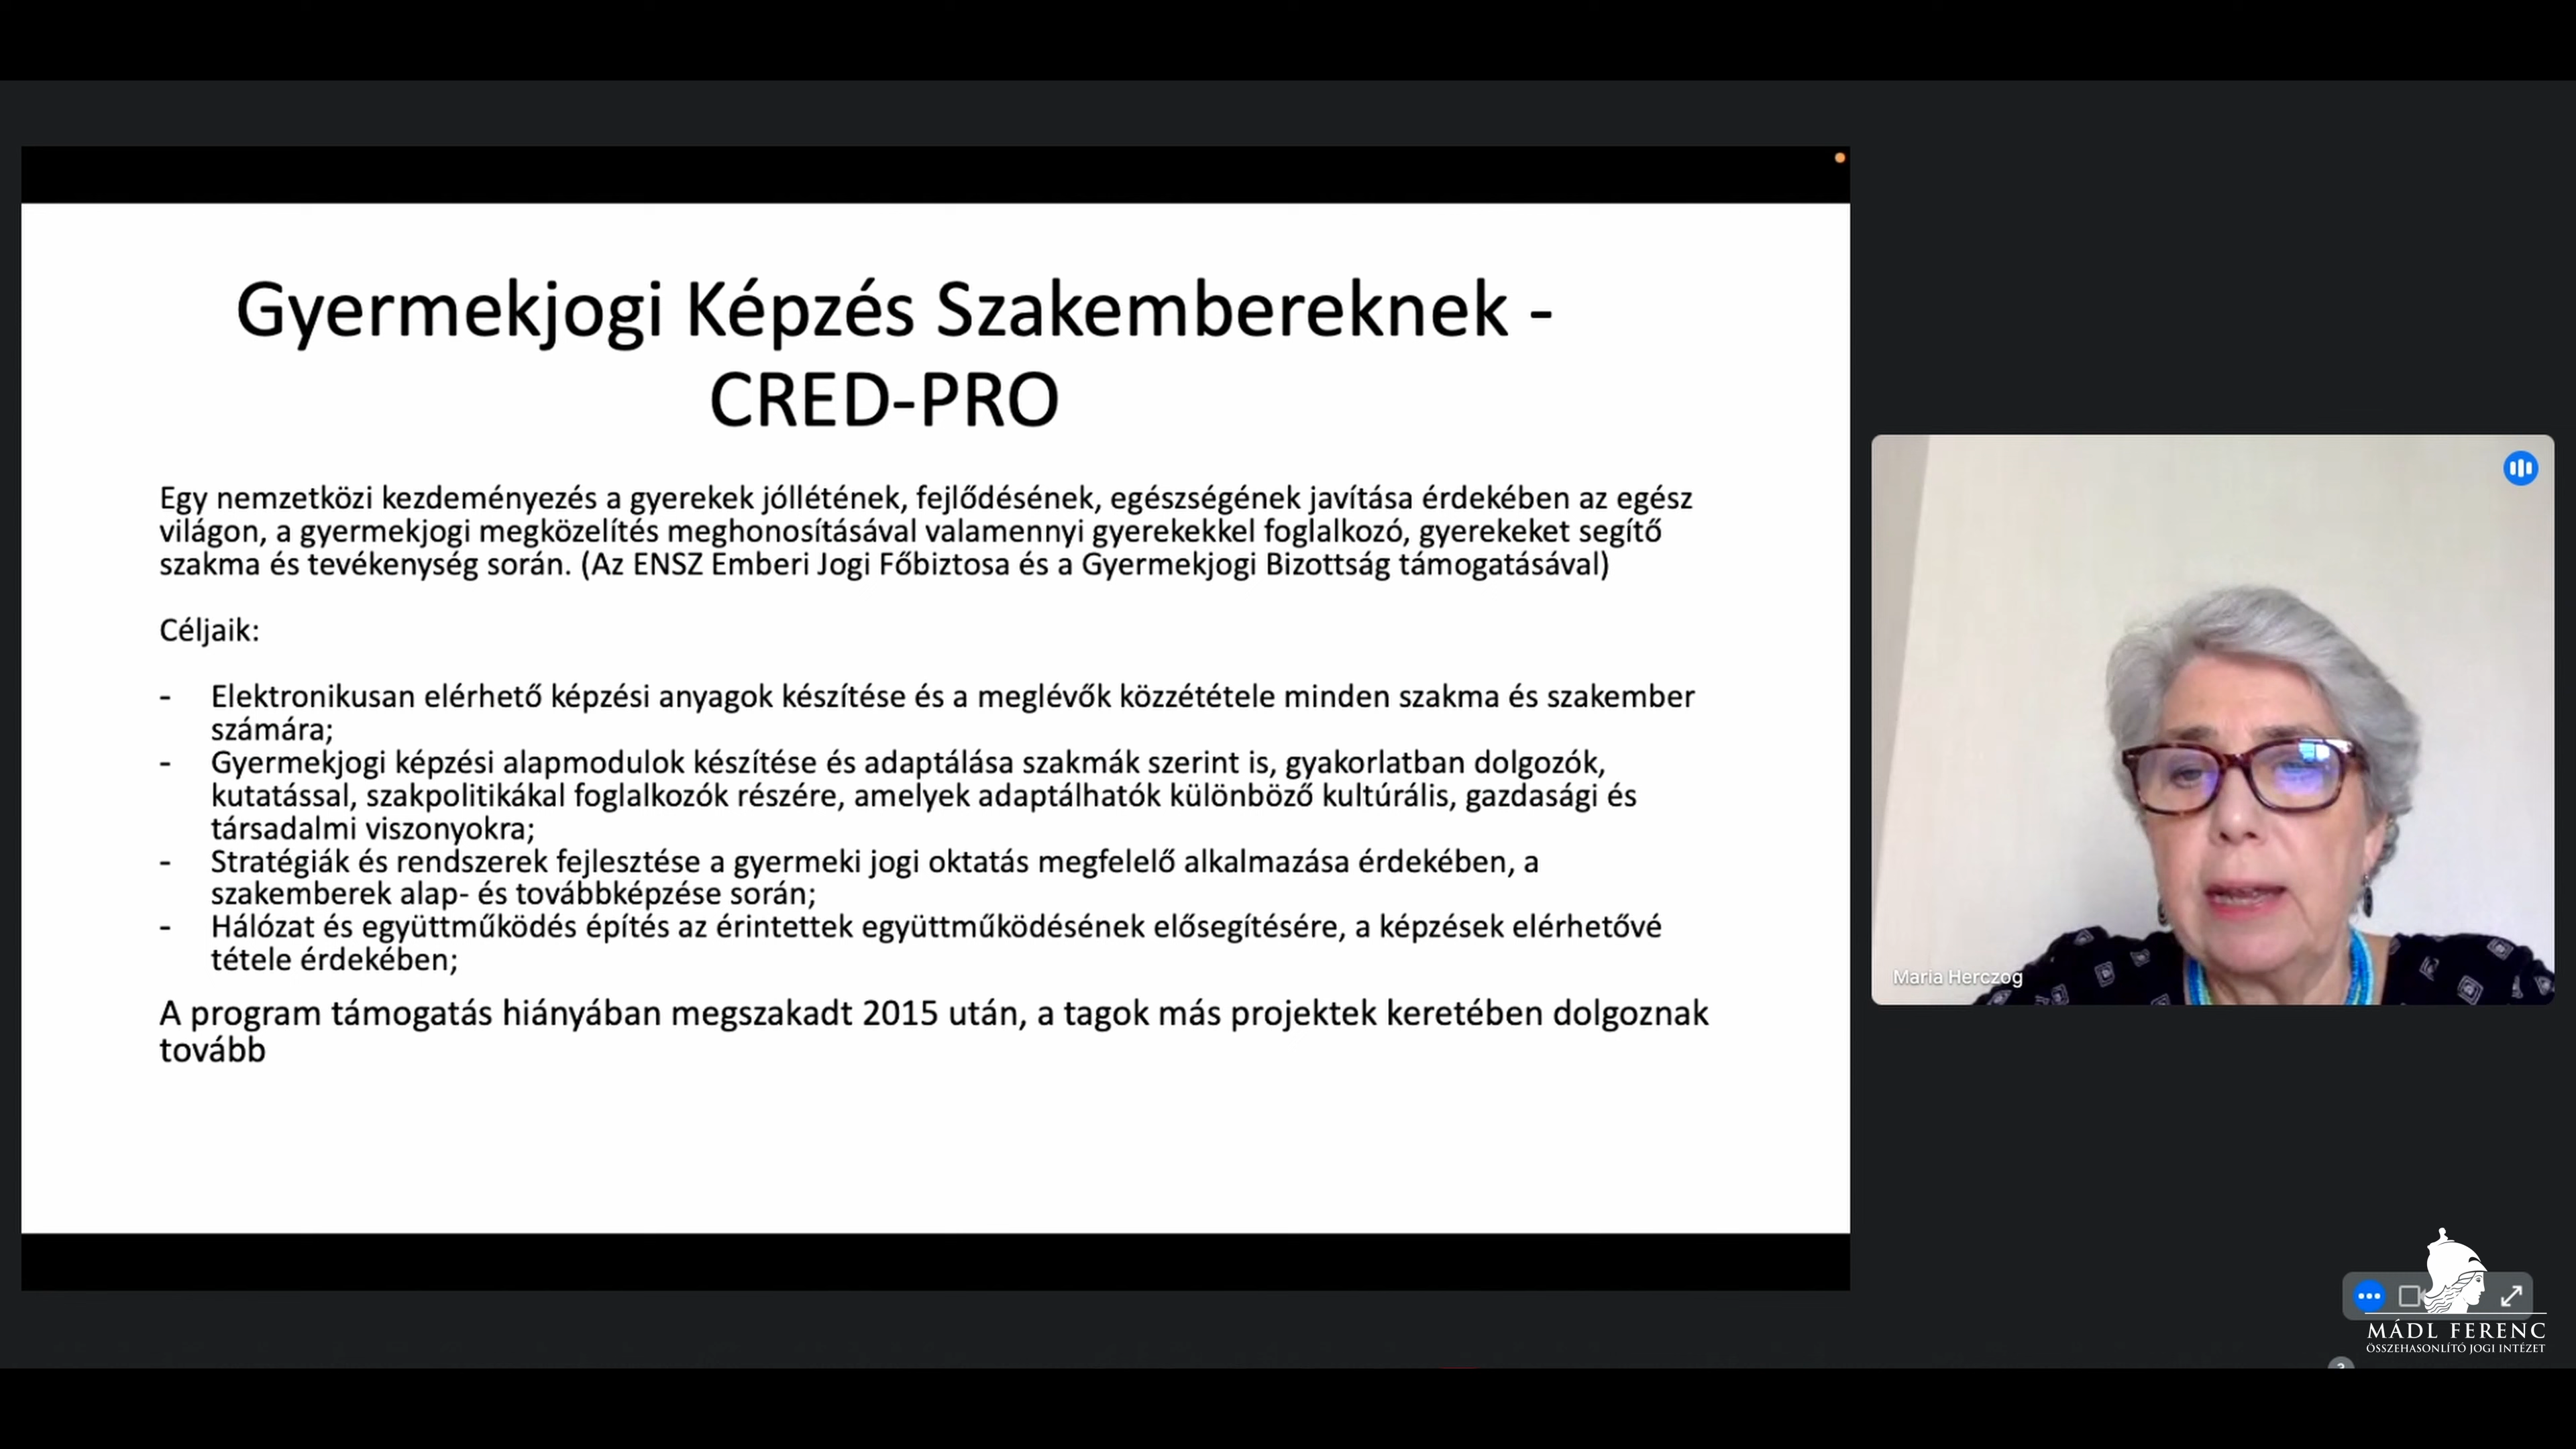 Gyermekjogi Képzés Szakembereknek -
CRED-PRO
Egy nemzetközi kezdeményezés a gyerekek jóllétének, fejlődésének, egészségének javítása érdekében az egész
világon, a gyermekjogi megközelítés meghonosításával valamennyi gyerekekkel foglalkozó, gyerekeket segítő
szakma és tevékenység során. (Az ENSZ Emberi Jogi Főbiztosa és a Gyermekjogi Bizottság támogatásával)
Céljaik:
- Elektronikusan elérhető képzési anyagok készítése és a meglévők közzététele minden szakma és szakember
számára;
- Gyermekjogi képzési alapmodulok készítése és adaptálása szakmák szerint is, gyakorlatban dolgozók,
kutatással, szakpolitikákal foglalkozók részére, amelyek adaptálhatók különböző kultúrális, gazdasági és
társadalmi viszonyokra;
- Stratégiák és rendszerek fejlesztése a gyermeki jogi oktatás megfelelő alkalmazása érdekében, a
szakemberek alap- és továbbképzése során;
- Hálózat és együttműködés építés az érintettek együttműködésének elősegítésére, a képzések elérhetővé
tétele érdekében;
A program támogatás hiányában megszakadt 2015 után, a tagok más projektek keretében dolgoznak
tovább
Maria Herczog
MÁDL FERENC
ÖSSZEHASONLÍTÓ JOGI INTÉZET